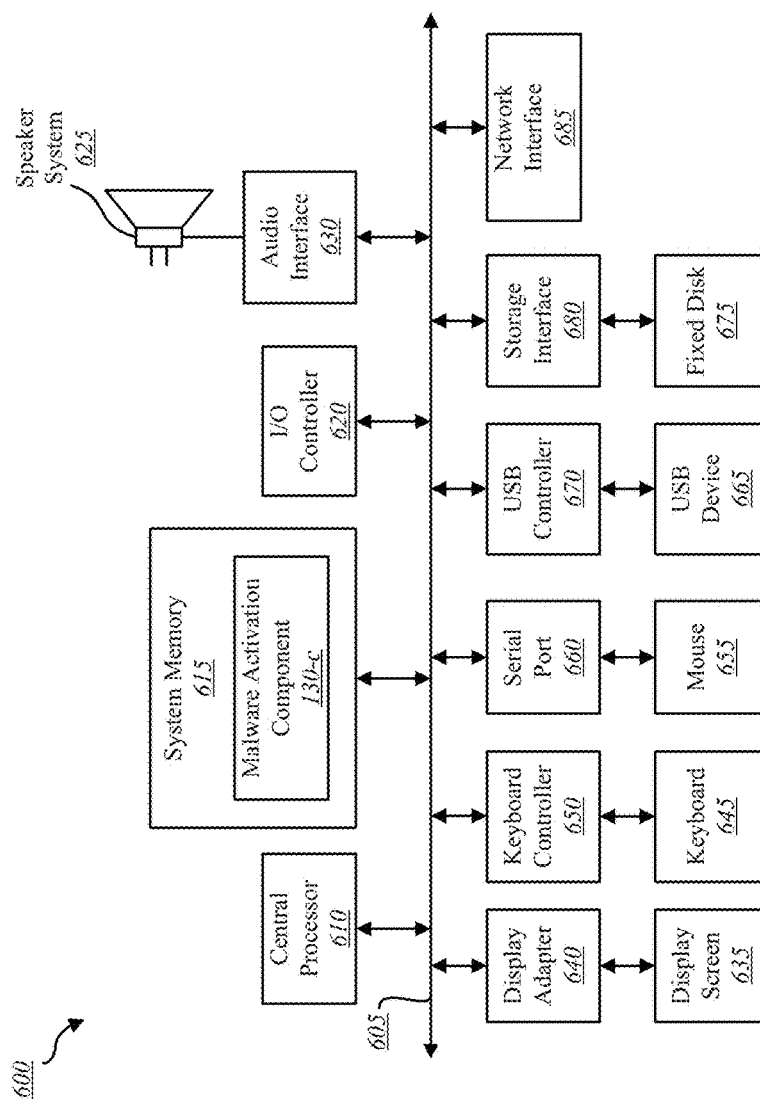 600
Speaker
System
625
Central
Processor
610
System Memory
615
Malware Activation
Component
130-c
I/O
Controller
620
Audio
Interface
630
605
Display
Adapter
640
Keyboard
Controller
650
Serial
Port
660
USB
Controller
670
Storage
Interface
680
Network
Interface
685
Display
Screen
635
Keyboard
645
Mouse
655
USB
Device
665
Fixed Disk
675